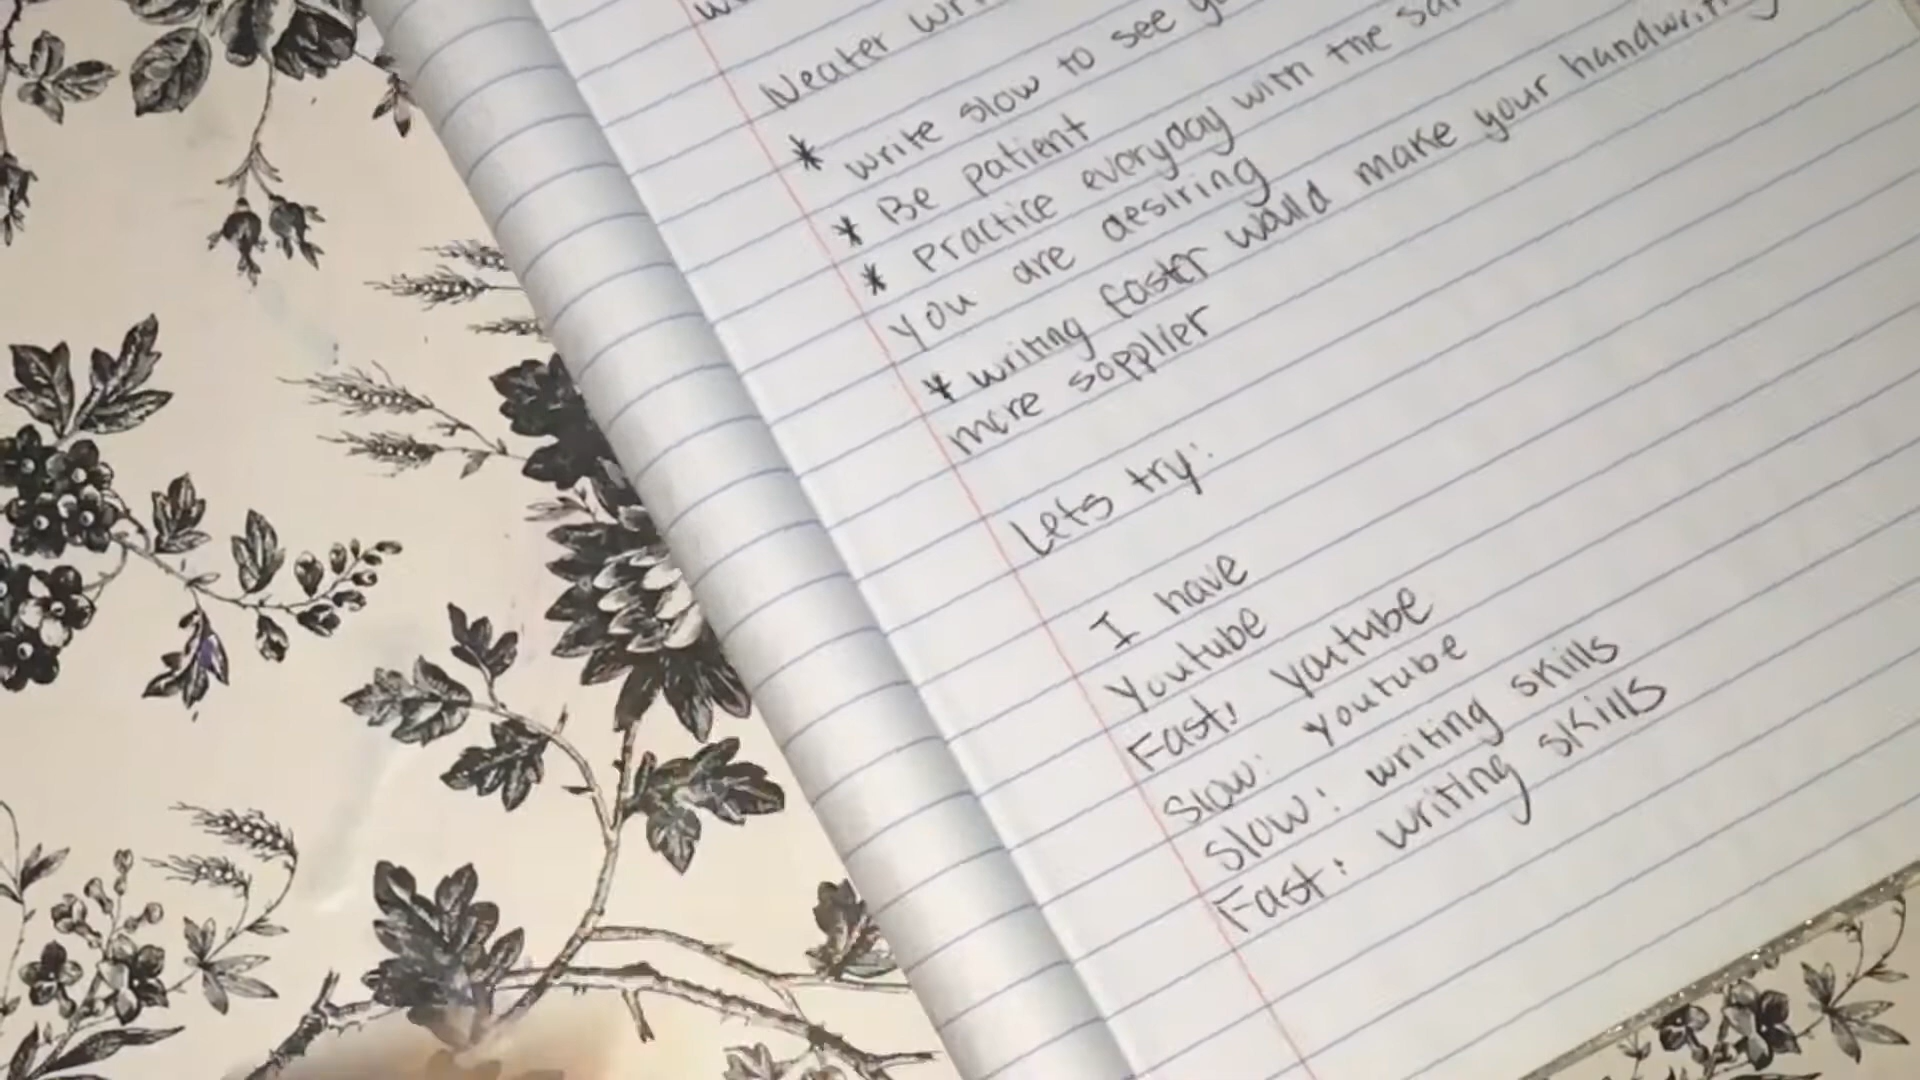 Neater
* write slow to see
* Be patient
* Practice everyday with the
you are desiring
* writing faster would make your handwriting
more sopplier
Lets try:
I have
Youtube
Fast: Youtube
Slow: Youtube
Slow: writing skills
Fast: writing skills